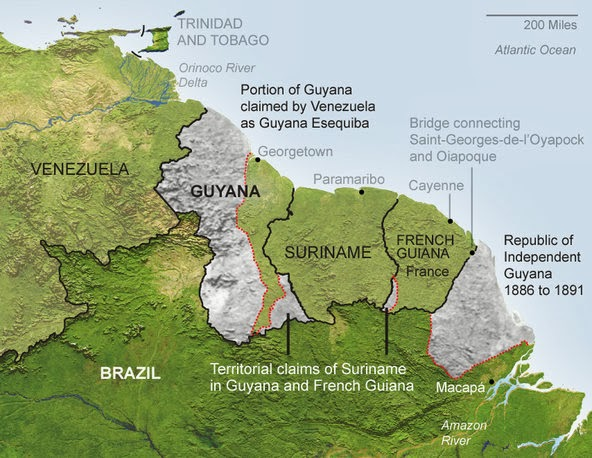 TRINIDAD
AND TOBAGO
200 Miles
Atlantic Ocean
Orinoco River
Delta
Portion of Guyana
claimed by Venezuela
as Guyana Esequiba
Bridge connecting
Saint-Georges-de-l'Oyapock
and Oiapoque
Georgetown
VENEZUELA
GUYANA
Paramaribo
Cayenne
SURINAME
FRENCH
GUIANA
France
Republic of
Independent
Guyana
1886 to 1891
BRAZIL
Territorial claims of Suriname
in Guyana and French Guiana
Macapá
Amazon
River